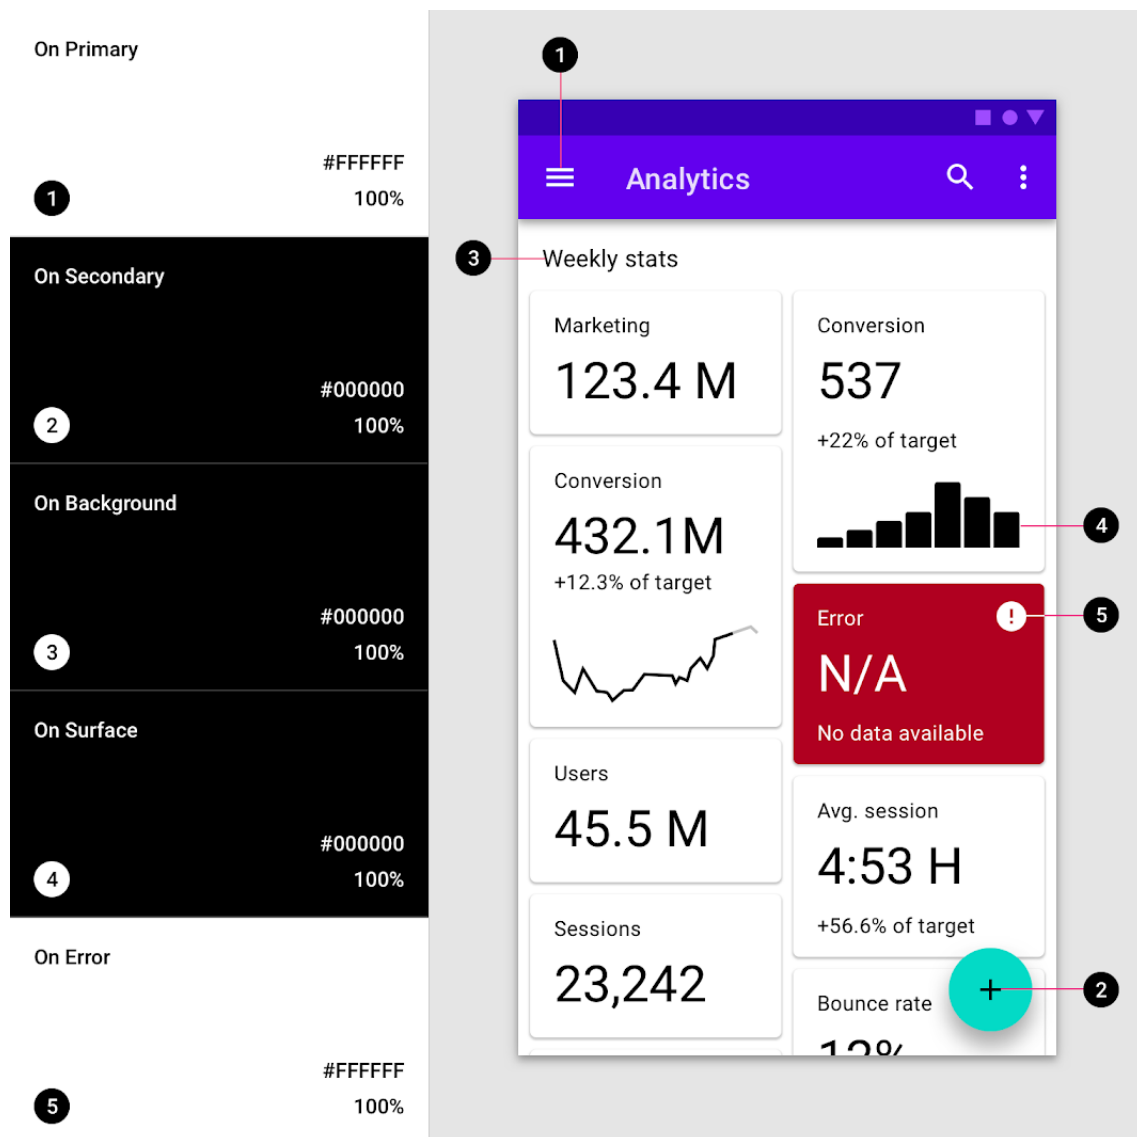 On Primary
#FFFFFF
1
100%
On Secondary
#000000
2
100%
On Background
#000000
3
100%
On Surface
#000000
4
100%
On Error
#FFFFFF
5
100%
1
Analytics
3
Weekly stats
Marketing
123.4 M
Conversion
432.1M
+12.3% of target
Users
45.5 M
Sessions
23,242
Conversion
537
+22% of target
4
Error
!
5
N/A
No data available
Avg. session
4:53 H
+56.6% of target
Bounce rate
+
2